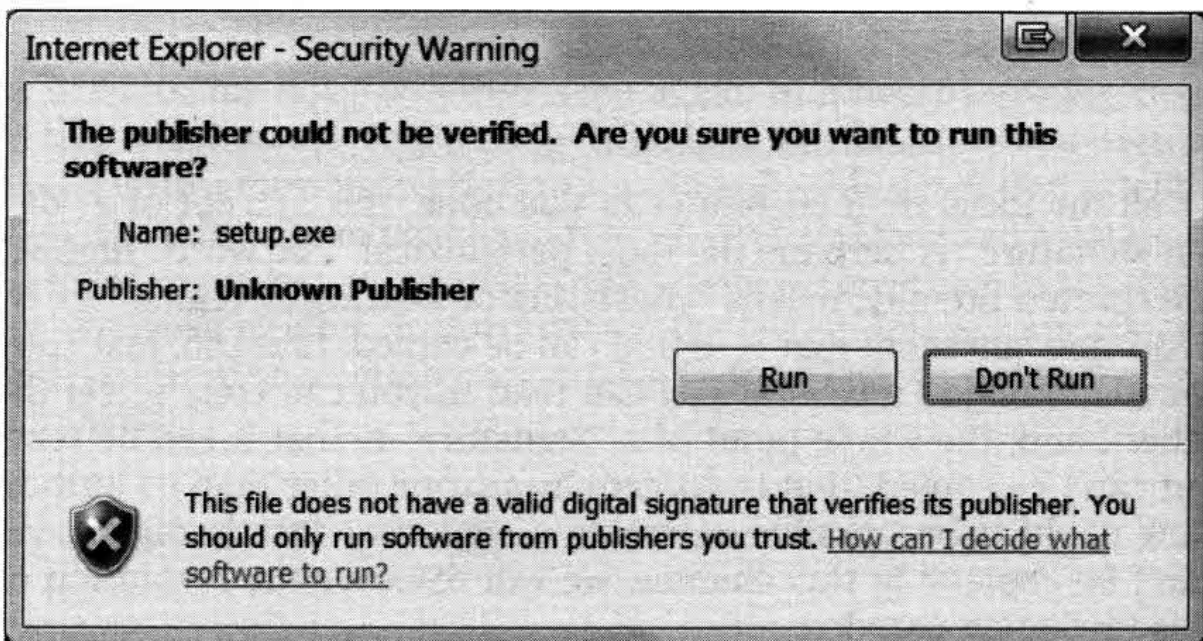 Internet Explorer - Security Warning
The publisher could not be verified.  Are you sure you want to run this
software?
Name: setup.exe
Publisher: Unknown Publisher
Run
Don't Run
This file does not have a valid digital signature that verifies its publisher. You
should only run software from publishers you trust. How can I decide what
software to run?